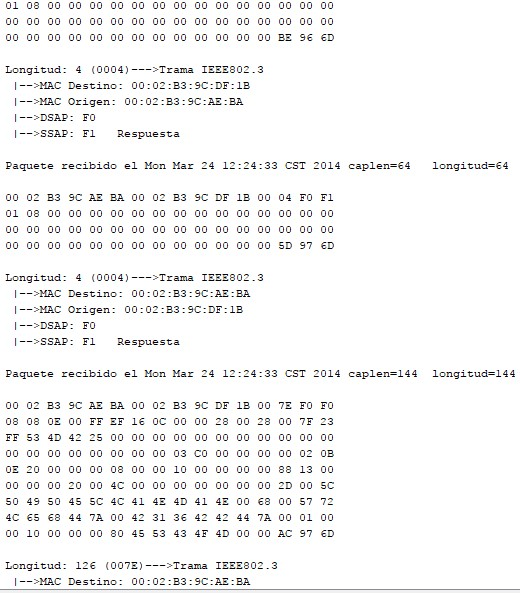 01 08 00 00 00 00 00 00 00 00 00 00 00 00 00 00
00 00 00 00 00 00 00 00 00 00 00 00 00 00 00 00
00 00 00 00 00 00 00 00 00 00 00 00 00 BE 96 6D
Longitud: 4 (0004)--->Trama IEEE802.3
|-->MAC Destino: 00:02:B3:9C:DF:1B
|-->MAC Origen: 00:02:B3:9C:AE:BA
|-->DSAP: F0
|-->SSAP: F1   Respuesta
Paquete recibido el Mon Mar 24 12:24:33 CST 2014 caplen=64   longitud=64
00 02 B3 9C AE BA 00 02 B3 9C DF 1B 00 04 F0 F1
01 08 00 00 00 00 00 00 00 00 00 00 00 00 00 00
00 00 00 00 00 00 00 00 00 00 00 00 00 00 00 00
00 00 00 00 00 00 00 00 00 00 00 00 00 5D 97 6D
Longitud: 4 (0004)--->Trama IEEE802.3
|-->MAC Destino: 00:02:B3:9C:AE:BA
|-->MAC Origen: 00:02:B3:9C:DF:1B
|-->DSAP: F0
|-->SSAP: F1   Respuesta
Paquete recibido el Mon Mar 24 12:24:33 CST 2014 caplen=144  longitud=144
00 02 B3 9C AE BA 00 02 B3 9C DF 1B 00 7E F0 F0
08 08 0E 00 FF EF 16 0C 00 00 28 00 28 00 7F 23
FF 53 4D 42 25 00 00 00 00 00 00 00 00 00 00 00
00 00 00 00 00 00 00 00 03 C0 00 00 00 00 02 0B
0E 20 00 00 00 08 00 00 10 00 00 00 00 88 13 00
00 00 00 20 00 4C 00 00 00 00 00 00 00 2D 00 5C
50 49 50 45 5C 4C 41 4E 4D 41 4E 00 68 00 57 72
4C 65 68 44 7A 00 42 31 36 42 42 44 7A 00 01 00
00 10 00 00 00 80 45 53 43 4F 4D 00 00 AC 97 6D
Longitud: 126 (007E)--->Trama IEEE802.3
|-->MAC Destino: 00:02:B3:9C:AE:BA